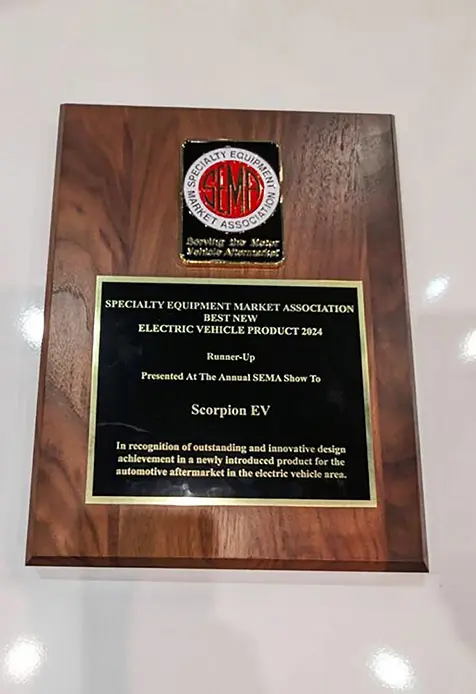 SPECIALTY EQUIPMENT
SEMA
MARKET ASSOCIATION
Serving the Motor
Vehicle Aftermarket
SPECIALTY EQUIPMENT MARKET ASSOCIATION
BEST NEW
ELECTRIC VEHICLE PRODUCT 2024
Runner-Up
Presented At The Annual SEMA Show To
Scorpion EV
In recognition of outstanding and innovative design
achievement in a newly introduced product for the
automotive aftermarket in the electric vehicle area.